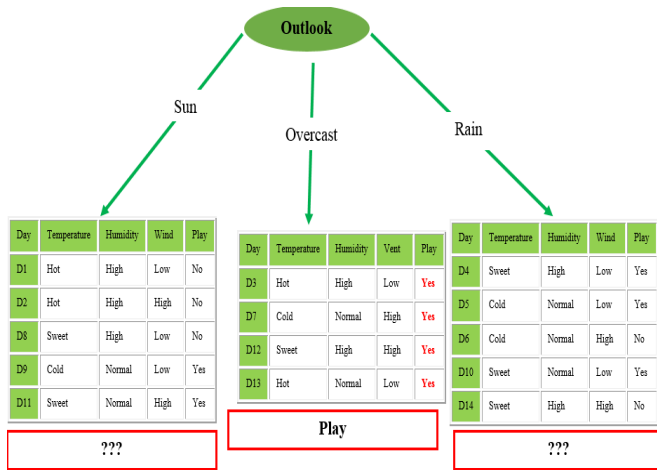 Outlook
Sun
Overcast
Rain
Day Temperature Humidity Wind Play
D1 Hot High Low No
D2 Hot High High No
D8 Sweet High Low No
D9 Cold Normal Low Yes
D11 Sweet Normal High Yes
???
Day Temperature Humidity Vent Play
D3 Hot High Low Yes
D7 Cold Normal High Yes
D12 Sweet High High Yes
D13 Hot Normal Low Yes
Play
Day Temperature Humidity Wind Play
D4 Sweet High Low Yes
D5 Cold Normal Low Yes
D6 Cold Normal High No
D10 Sweet Normal Low Yes
D14 Sweet High High No
???